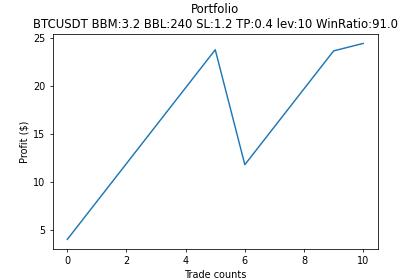 Portfolio
BTCUSDT BBM:3.2 BBL:240 SL:1.2 TP:0.4 lev:10 WinRatio:91.0
25
20
15
10
5
Profit ($)
0 2 4 6 8 10
Trade counts